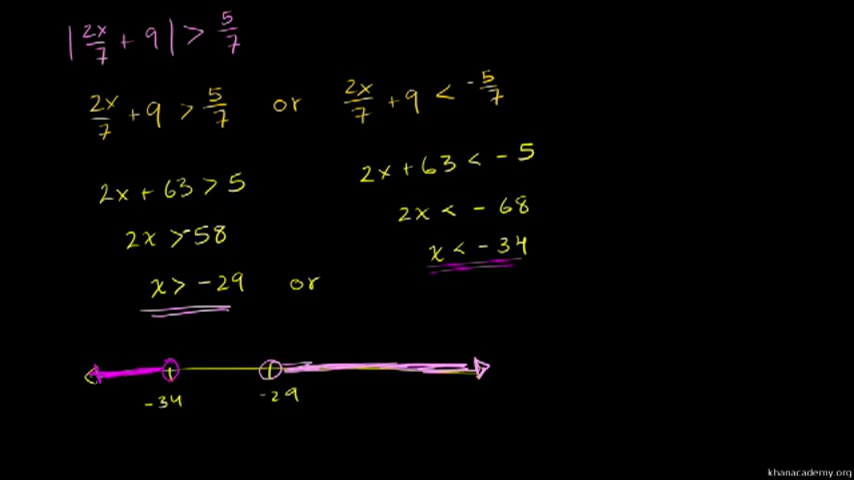 |2x/7 + 9| > 5/7
2x/7 + 9 > 5/7 or 2x/7 + 9 < -5/7
2x + 63 > 5 2x + 63 < - 5
2x > -58 2x < - 68
x > - 29 or x < - 34
-34 -29
khanacademy.org